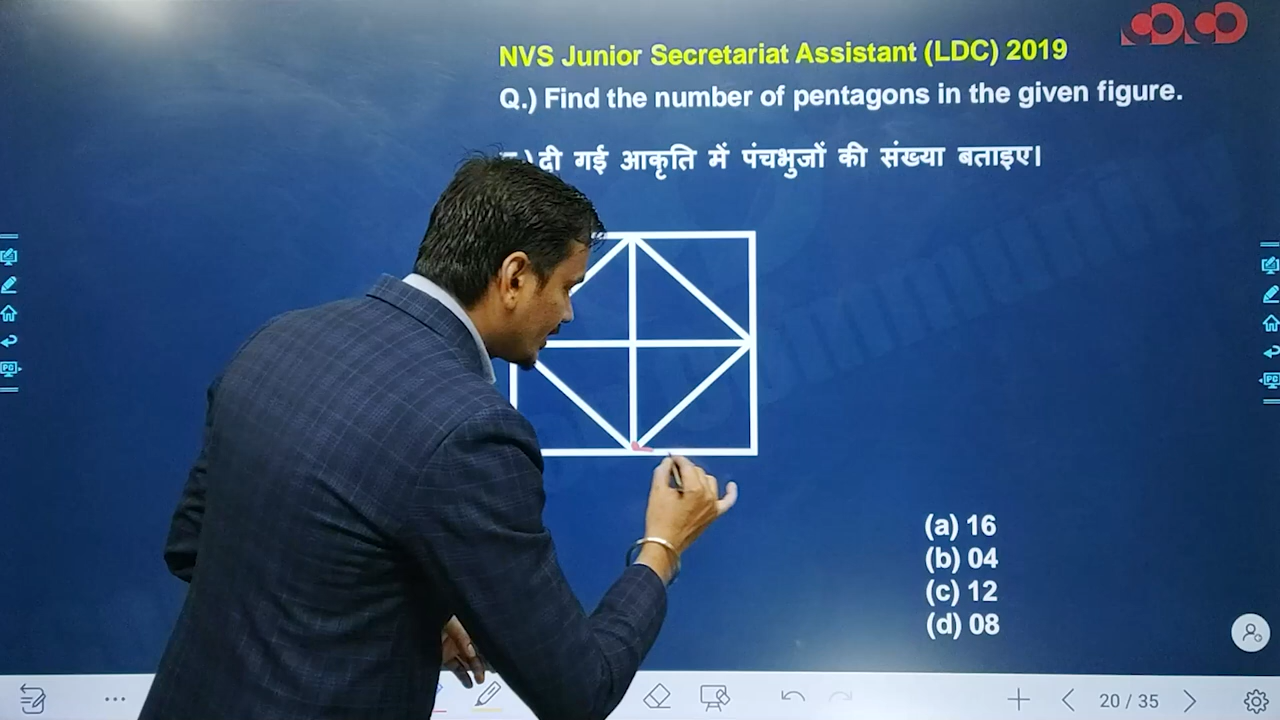 NVS Junior Secretariat Assistant (LDC) 2019
Q.) Find the number of pentagons in the given figure.
दी गई आकृति में पंचभुजों की संख्या बताइए।
(a) 16
(b) 04
(c) 12
(d) 08
20 / 35